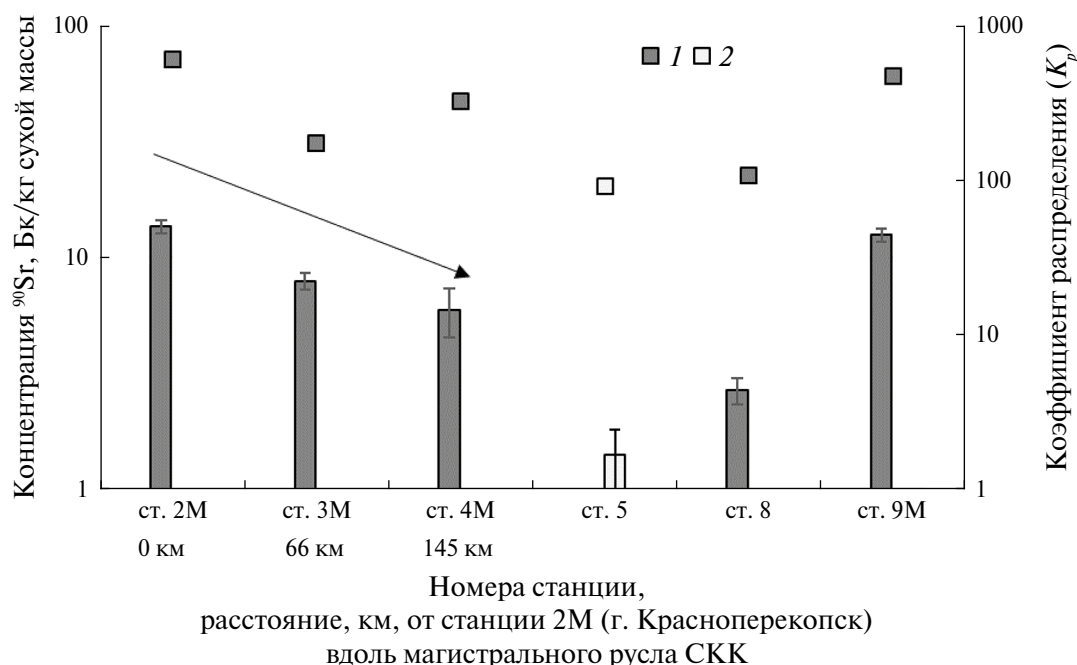 100
10
1
Концентрация ⁹⁰Sr, Бк/кг сухой массы
1 2
1000
100
10
1
Коэффициент распределения (Kd)
ст. 2М ст. 3М ст. 4М ст. 5 ст. 8 ст. 9М
0 км 66 км 145 км
Номера станции,
расстояние, км, от станции 2М (г. Красноперекопск)
вдоль магистрального русла СКК